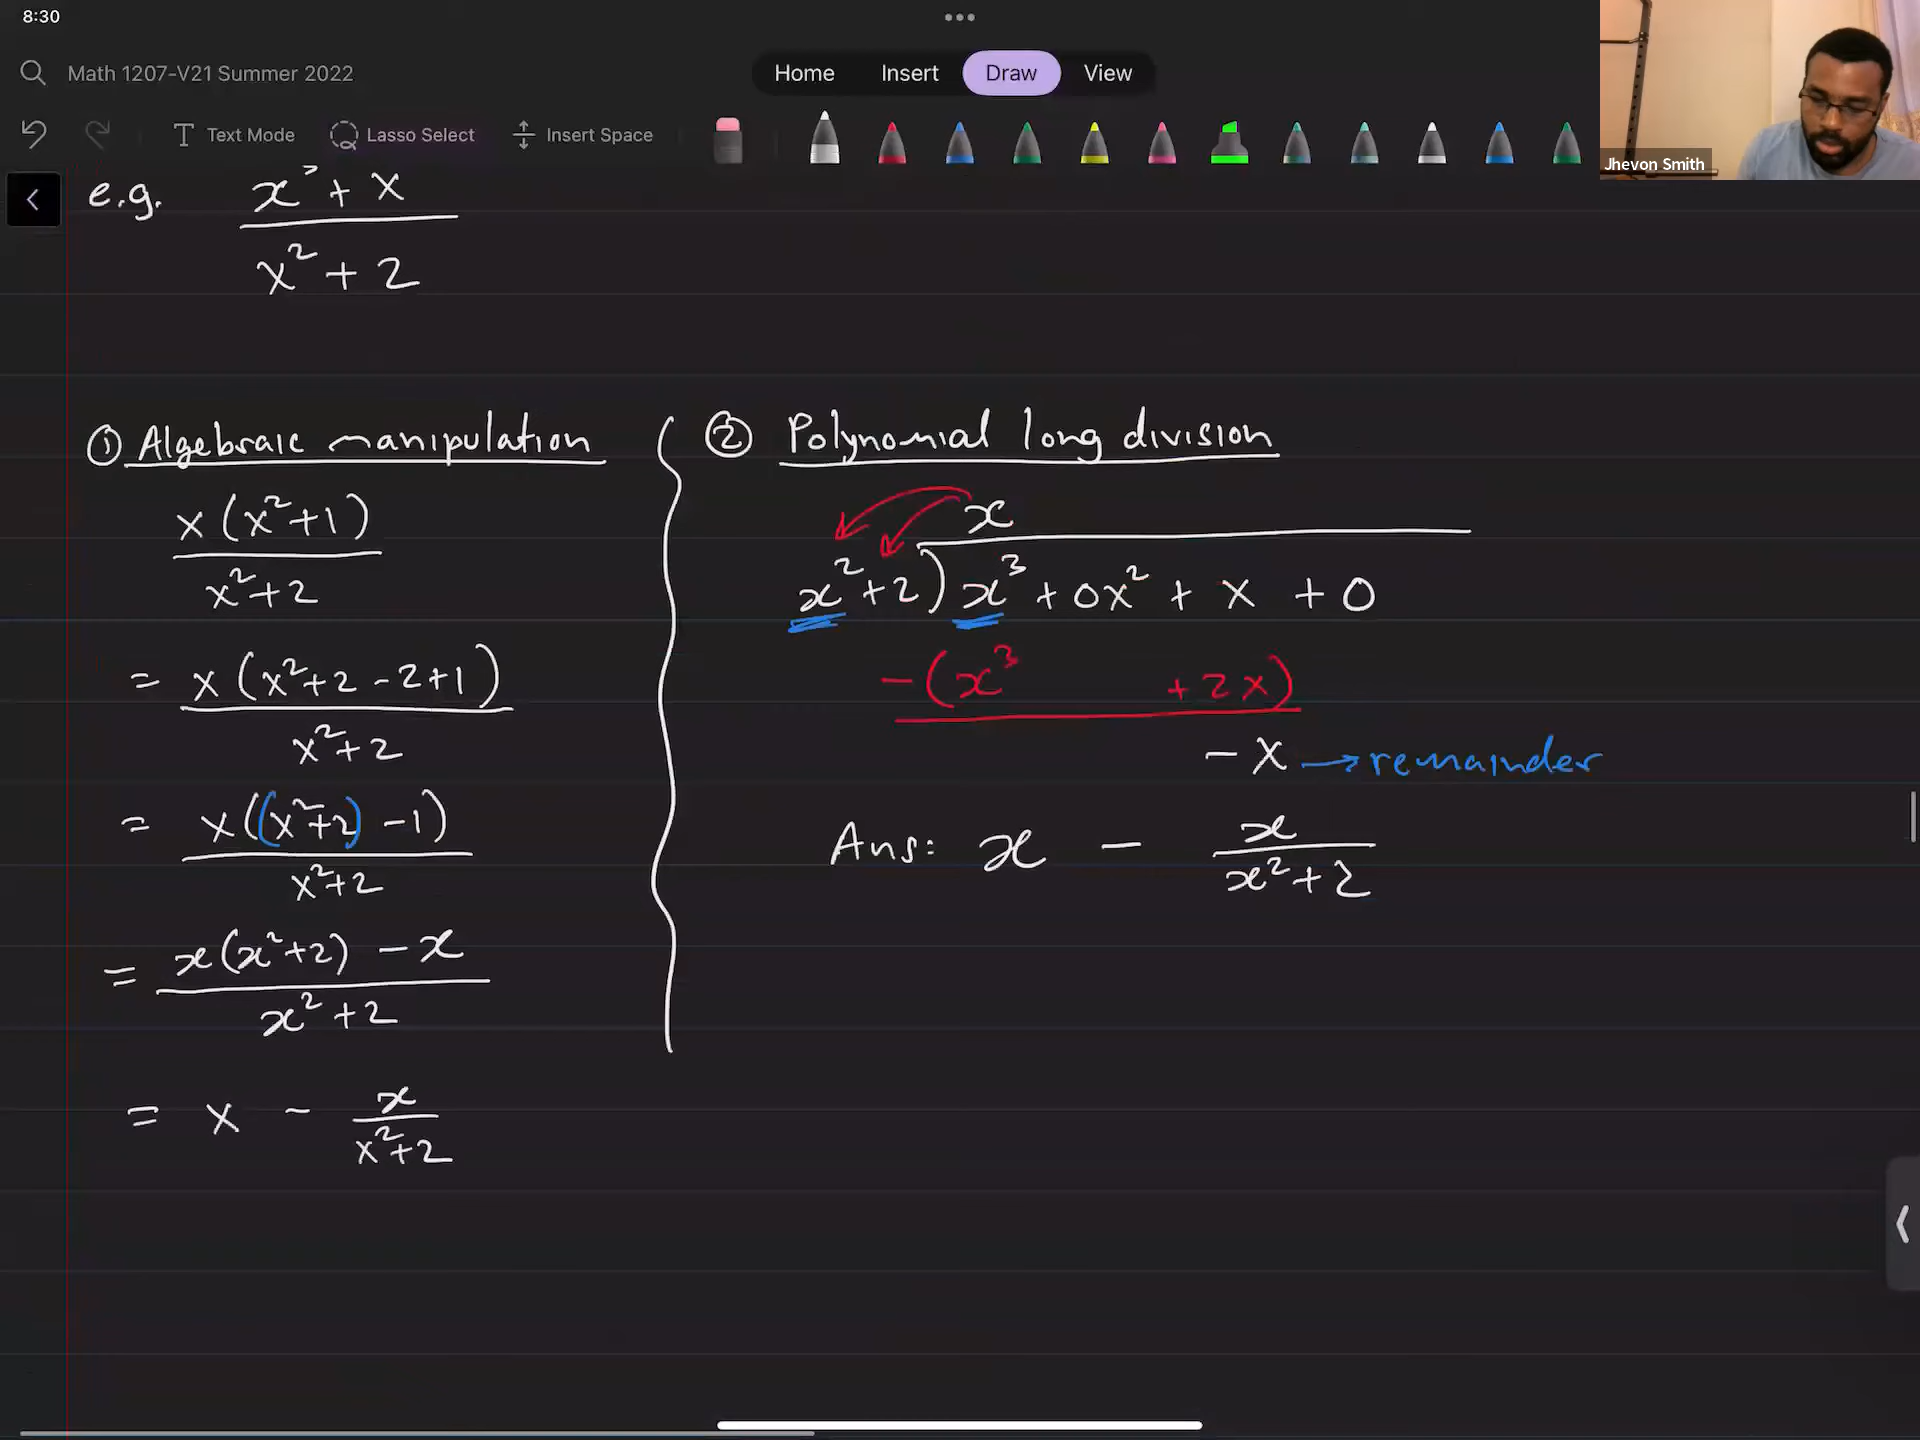 8:30
Math 1207-V21 Summer 2022
Home Insert Draw View
Text Mode Lasso Select Insert Space
Jhevon Smith
e.g. (x³ + x)/(x² + 2)
① Algebraic manipulation
x(x²+1)/(x²+2)
= x(x²+2-2+1)/(x²+2)
= x((x²+2)-1)/(x²+2)
= (x(x²+2) - x)/(x²+2)
= x - x/(x²+2)
② Polynomial long division
x
x²+2) x³ + 0x² + x + 0
-(x³ + 2x)
- x → remainder
Ans: x - x/(x²+2)